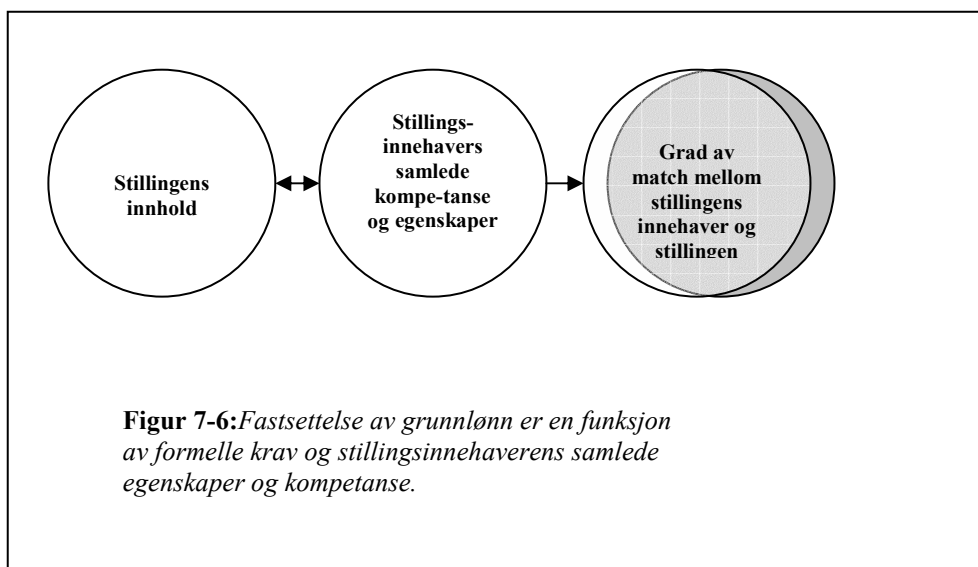 Stillingens
innhold
Stillings-
innehavers
samlede
kompe-tanse
og egenskaper
Grad av
match mellom
stillingens
innehaver og
stillingen
Figur 7-6:Fastsettelse av grunnlønn er en funksjon
av formelle krav og stillingsinnehaverens samlede
egenskaper og kompetanse.